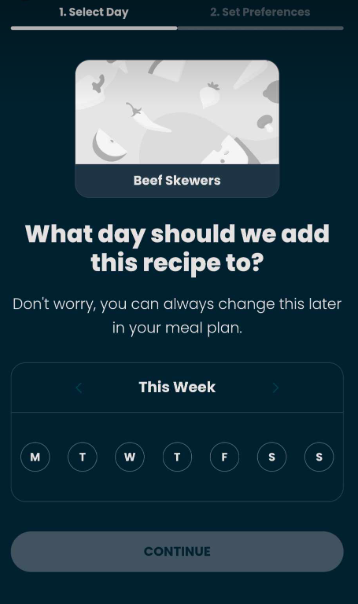 1. Select Day
2. Set Preferences
Beef Skewers
What day should we add
this recipe to?
Don't worry, you can always change this later
in your meal plan.
This Week
M T W T F S S
CONTINUE